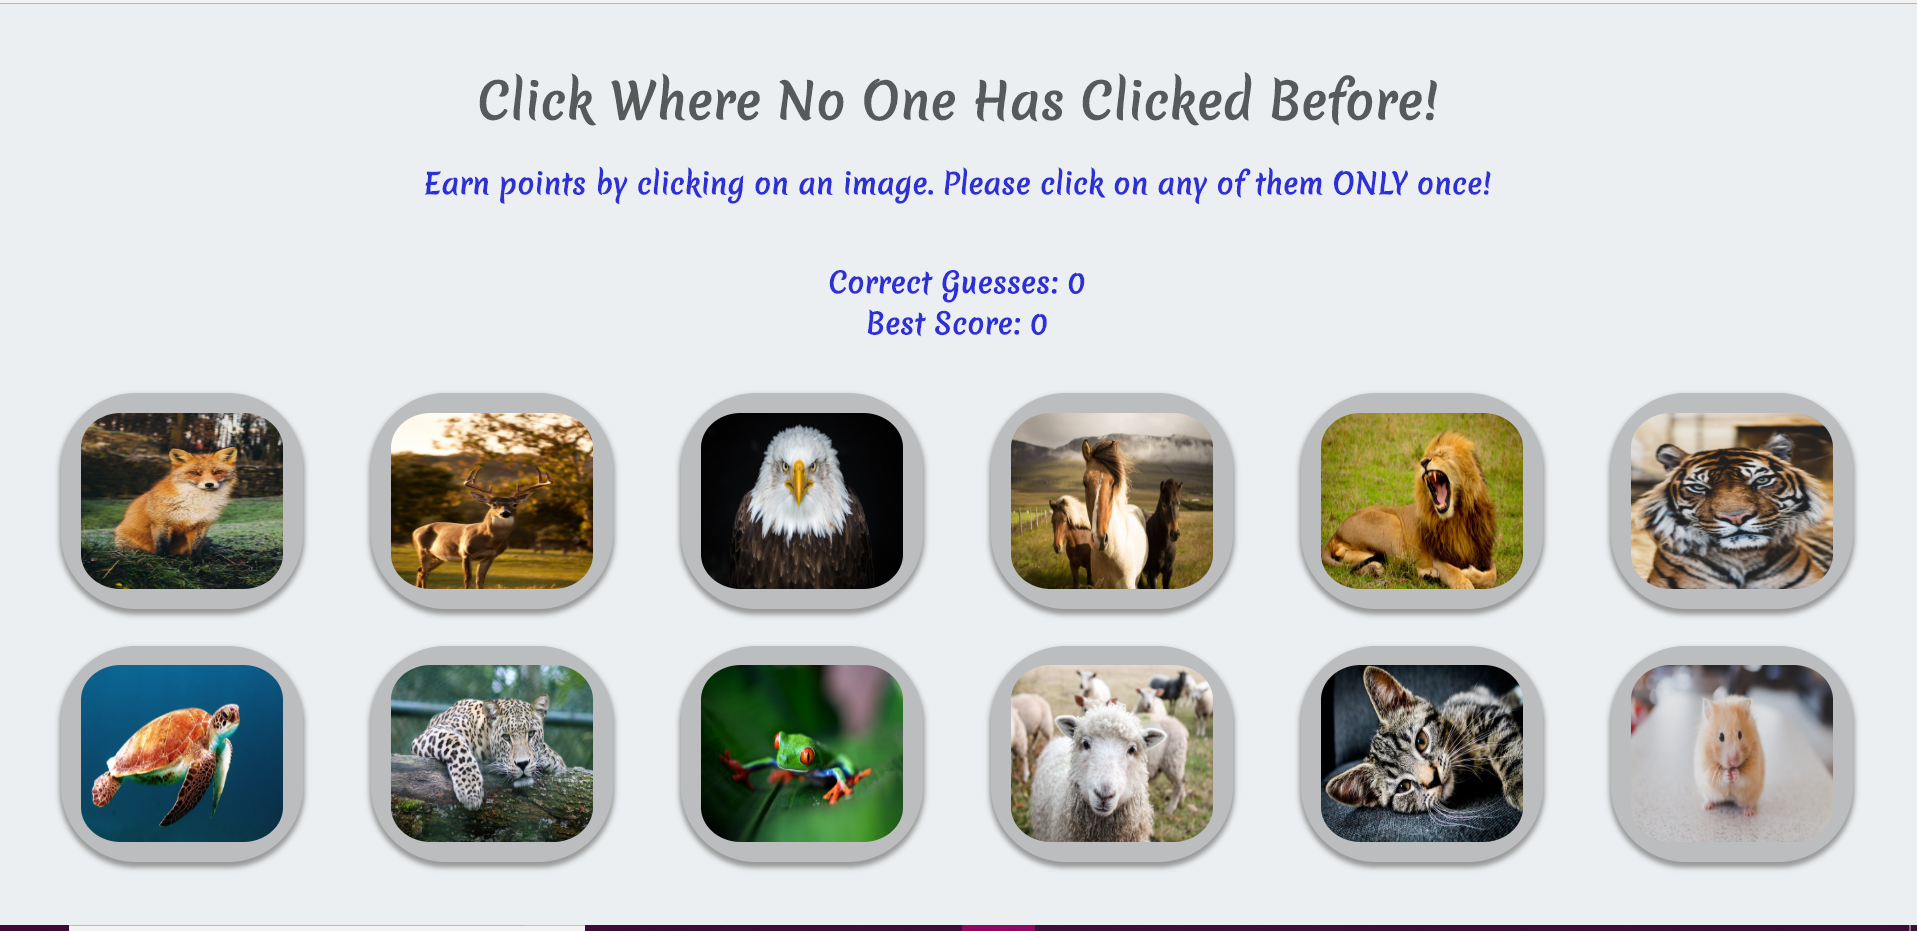 Click Where No One Has Clicked Before!
Earn points by clicking on an image. Please click on any of them ONLY once!
Correct Guesses: 0
Best Score: 0